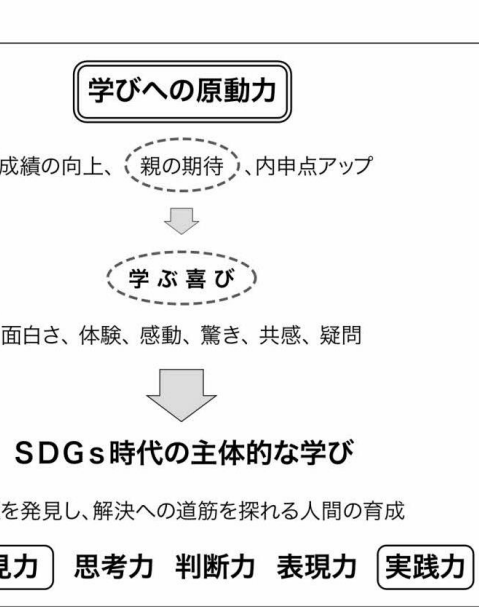 学びへの原動力
成績の向上、親の期待、内申点アップ
学ぶ喜び
面白さ、体験、感動、驚き、共感、疑問
SDGs時代の主体的な学び
を発見し、解決への道筋を探れる人間の育成
見力 思考力 判断力 表現力 実践力